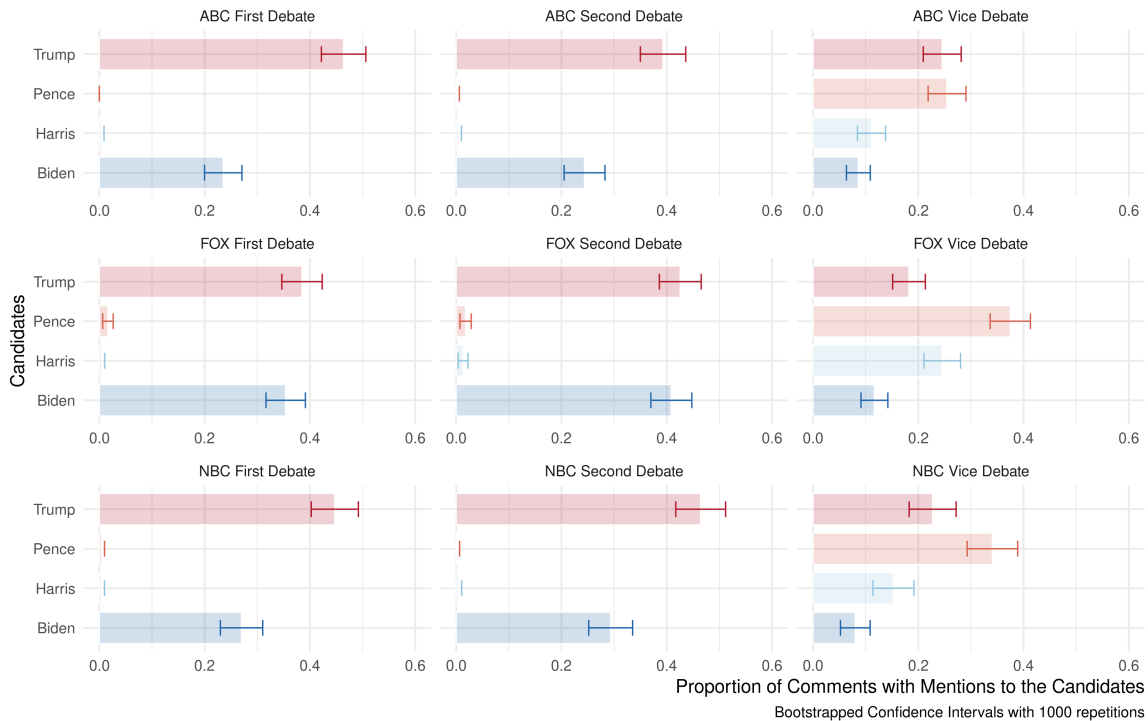 ABC First Debate
ABC Second Debate
ABC Vice Debate
Trump
Pence
Harris
Biden
0.0 0.2 0.4 0.6
0.0 0.2 0.4 0.6
0.0 0.2 0.4 0.6
FOX First Debate
FOX Second Debate
FOX Vice Debate
Candidates
Trump
Pence
Harris
Biden
0.0 0.2 0.4 0.6
0.0 0.2 0.4 0.6
0.0 0.2 0.4 0.6
NBC First Debate
NBC Second Debate
NBC Vice Debate
Trump
Pence
Harris
Biden
0.0 0.2 0.4 0.6
0.0 0.2 0.4 0.6
0.0 0.2 0.4 0.6
Proportion of Comments with Mentions to the Candidates
Bootstrapped Confidence Intervals with 1000 repetitions